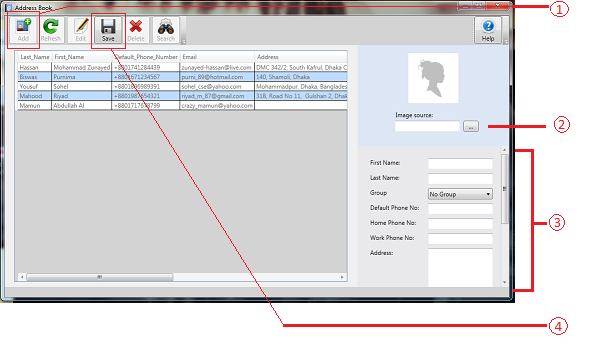 Address Book
1
Add Refresh Edit Save Delete Search Help
Last_Name First_Name Default_Phone_Number Email Address
Hassan Mohammad Zunayed +8801741284439 zunayed-hassan@live.com DMC 342/2, South Kafrul, Dhaka C
Biswas Purnima +8801671234567 purni_89@hotmail.com 140, Shamoli, Dhaka
Yousuf Sohel sohel_cse@yahoo.com Mohammadpur, Dhaka, Banglades
Mahood Riyad riyad_m_87@gmail.com 318, Road No 11, Gulshan 2, Dhak
Mamun Abdullah Al crazy_mamun@yahoo.com
Image source:
...
2
First Name:
Last Name:
Group No Group
Default Phone No:
3
Home Phone No:
Work Phone No:
Address:
4